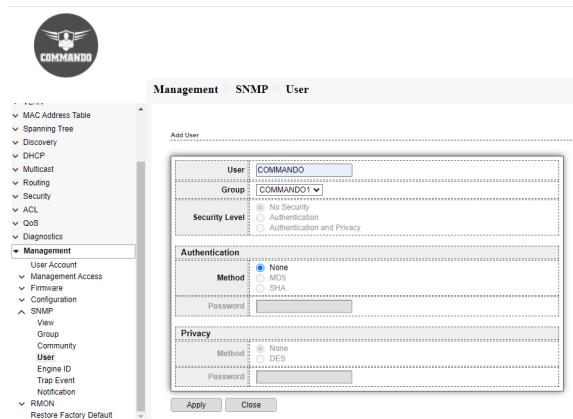 COMMANDO
Management SNMP User
VLAN
MAC Address Table
Spanning Tree
Discovery
DHCP
Multicast
Routing
Security
ACL
QoS
Diagnostics
Management
User Account
Management Access
Firmware
Configuration
SNMP
View
Group
Community
User
Engine ID
Trap Event
Notification
RMON
Restore Factory Default
Add User
User COMMANDO
Group COMMANDO1
Security Level
No Security
Authentication
Authentication and Privacy
Authentication
Method
None
MD5
SHA
Password
Privacy
Method
None
DES
Password
Apply Close